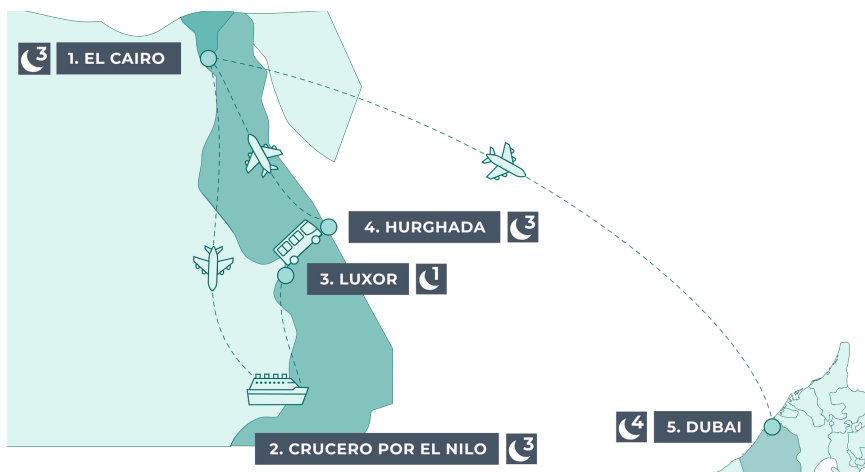 3 1. EL CAIRO
4. HURGHADA 3
3. LUXOR 1
4 5. DUBAI
2. CRUCERO POR EL NILO 3